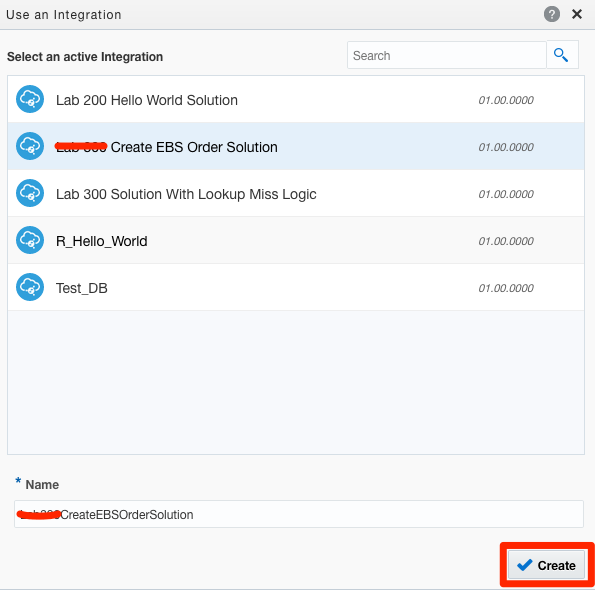 Use an Integration ?
Select an active Integration Search
Lab 200 Hello World Solution 01.00.0000
Create EBS Order Solution 01.00.0000
Lab 300 Solution With Lookup Miss Logic 01.00.0000
R_Hello_World 01.00.0000
Test_DB 01.00.0000
* Name
CreateEBSOrderSolution
Create